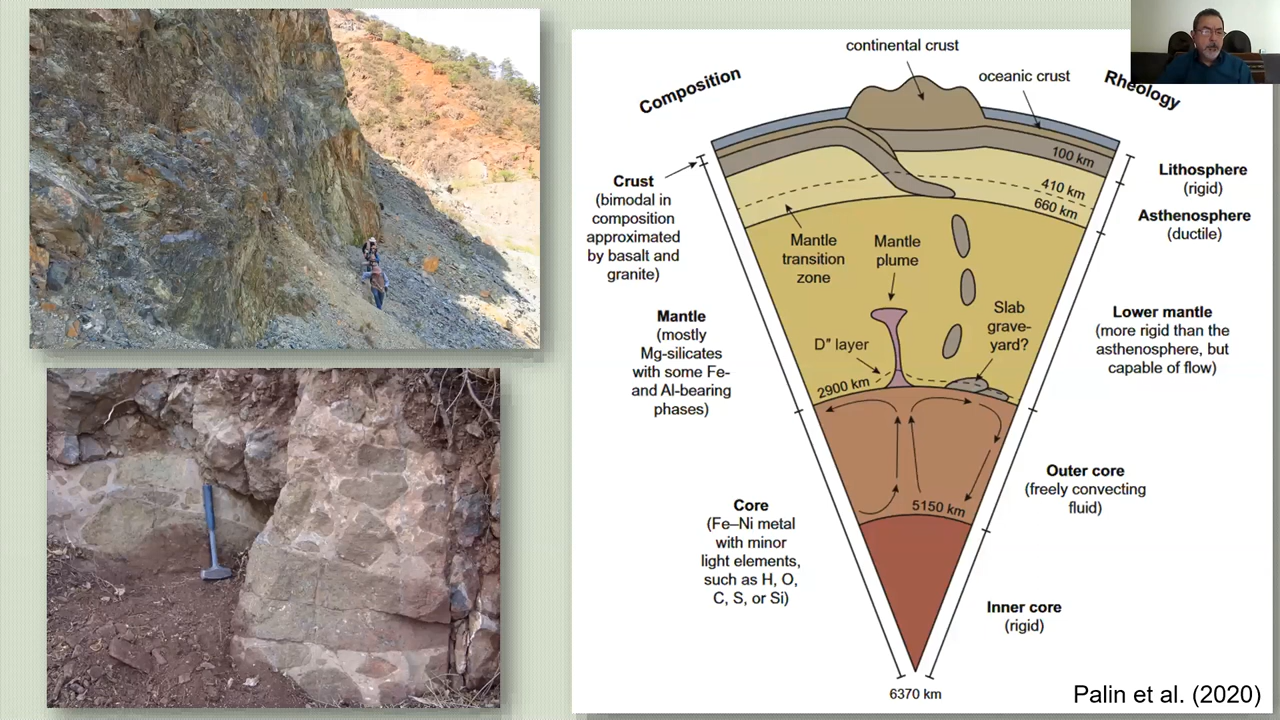 continental crust
oceanic crust
Composition
Rheology
100 km
410 km
660 km
Crust
(bimodal in
composition
approximated
by basalt and
granite)
Lithosphere
(rigid)
Asthenosphere
(ductile)
Mantle
transition
zone
Mantle
plume
Mantle
(mostly
Mg-silicates
with some Fe-
and Al-bearing
phases)
D" layer
Slab
grave-
yard?
Lower mantle
(more rigid than the
asthenosphere, but
capable of flow)
2900 km
Core
(Fe–Ni metal
with minor
light elements,
such as H, O,
C, S, or Si)
Outer core
(freely convecting
fluid)
5150 km
Inner core
(rigid)
6370 km
Palin et al. (2020)